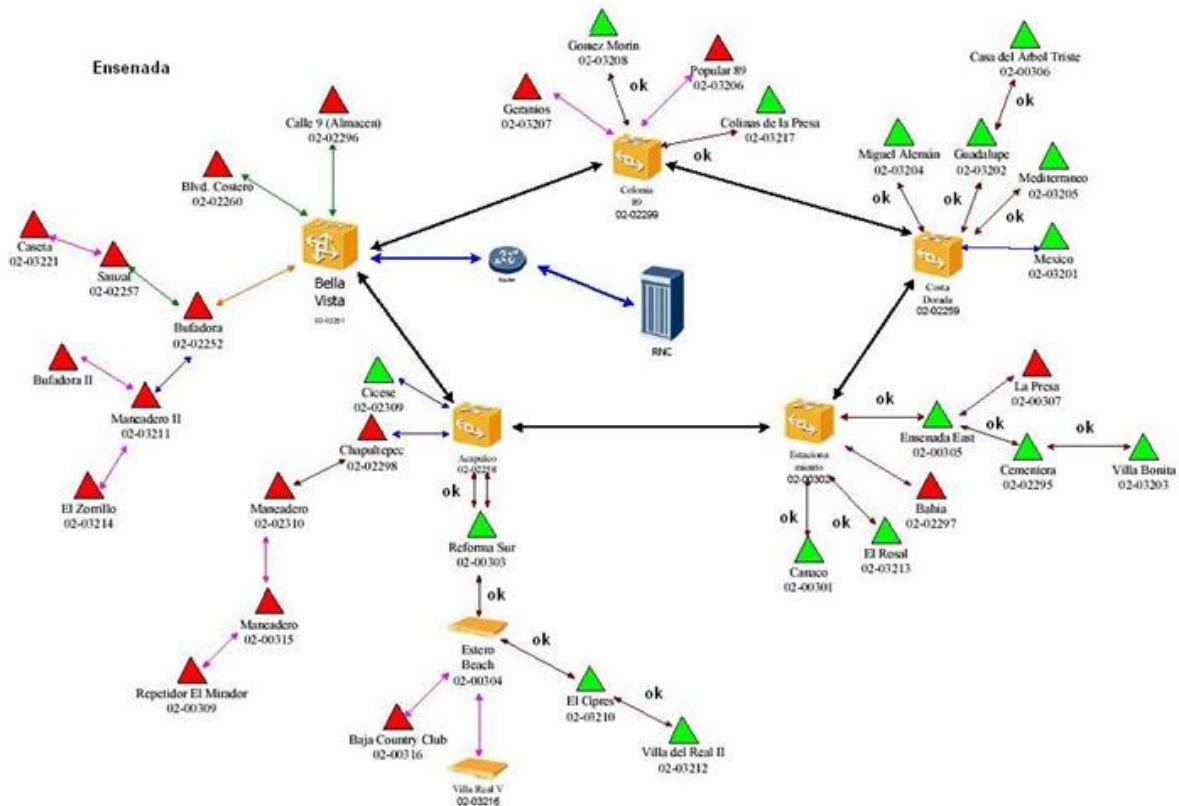 Ensenada
Gomez Morin
02-03208
ok
Popular 89
02-03206
Geranios
02-03207
Colinas de la Presa
02-03217
ok
Colonia
89
02-02299
Casa del Árbol Triste
02-00306
ok
Miguel Alemán
02-03204
Guadalupe
02-03202
Mediterraneo
02-03205
ok
ok
ok
Mexico
02-03201
Costa
Dorada
02-02259
Calle 9 (Almacen)
02-02296
Blvd. Costero
02-02260
Caseta
02-03221
Sauzal
02-02257
Bufadora
02-02252
Bella
Vista
RNC
Bufadora II
Maneadero II
02-03211
El Zorrillo
02-03214
Cicese
02-02309
Chapultepec
02-02298
Acapulco
02-02258
Maneadero
02-02310
Maneadero
02-00315
Repetidor El Mirador
02-00309
ok
Reforma Sur
02-00303
ok
Estero
Beach
02-00304
ok
El Cipres
02-03210
ok
Villa del Real II
02-03212
Baja Country Club
02-00316
Villa Real V
02-03216
Estaciona
miento
02-00302
ok
La Presa
02-00307
Ensenada East
02-00305
ok
Cementera
02-02295
ok
Villa Bonita
02-03203
Bahia
02-02297
ok
ok
El Rosal
02-03213
Canaco
02-00301